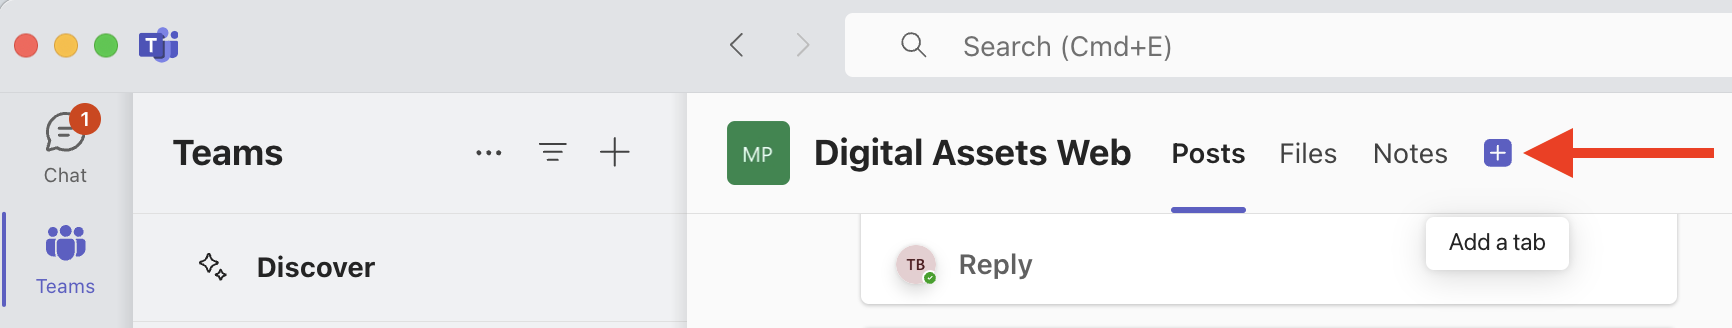 T
Search (Cmd+E)
1
Chat
Teams
Teams
Discover
MP
Digital Assets Web
Posts
Files
Notes
Add a tab
TB
Reply